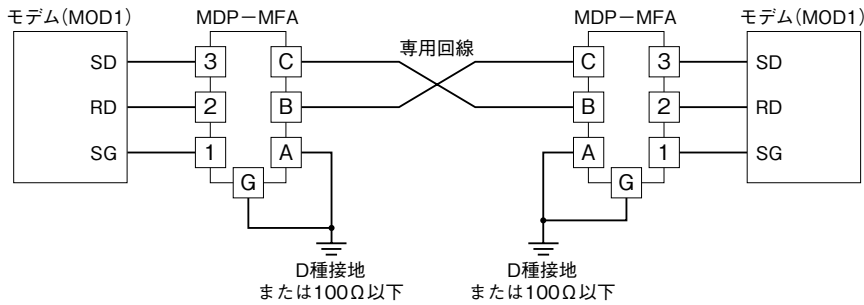 モデム(MOD1)
MDP－MFA
MDP－MFA
モデム(MOD1)
専用回線
SD
3
C
C
3
SD
RD
2
B
B
2
RD
SG
1
A
A
1
SG
G
G
D種接地
または100Ω以下
D種接地
または100Ω以下